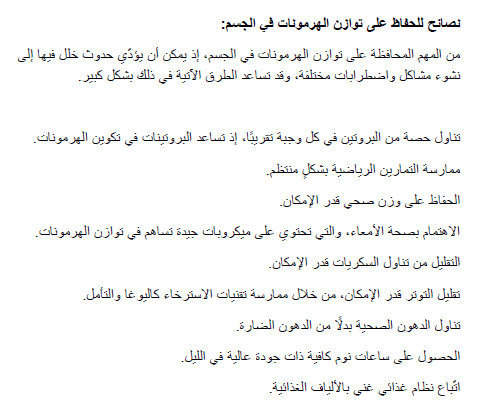 نصائح للحفاظ على توازن الهرمونات في الجسم:
من المهم المحافظة على توازن الهرمونات في الجسم، إذ يمكن أن يؤدّي حدوث خلل فيها إلى
نشوء مشاكل واضطرابات مختلفة، وقد تساعد الطرق الآتية في ذلك بشكل كبير.
تناول حصة من البروتين في كل وجبة تقريبًا، إذ تساعد البروتينات في تكوين الهرمونات.
ممارسة التمارين الرياضية بشكلٍ منتظم.
الحفاظ على وزن صحي قدر الإمكان.
الاهتمام بصحة الأمعاء، والتي تحتوي على ميكروبات جيدة تساهم في توازن الهرمونات.
التقليل من تناول السكريات قدر الإمكان.
تقليل التوتر قدر الإمكان، من خلال ممارسة تقنيات الاسترخاء كاليوغا والتأمل.
تناول الدهون الصحية بدلًا من الدهون الضارة.
الحصول على ساعات نوم كافية ذات جودة عالية في الليل.
اتّباع نظام غذائي غني بالألياف الغذائية.